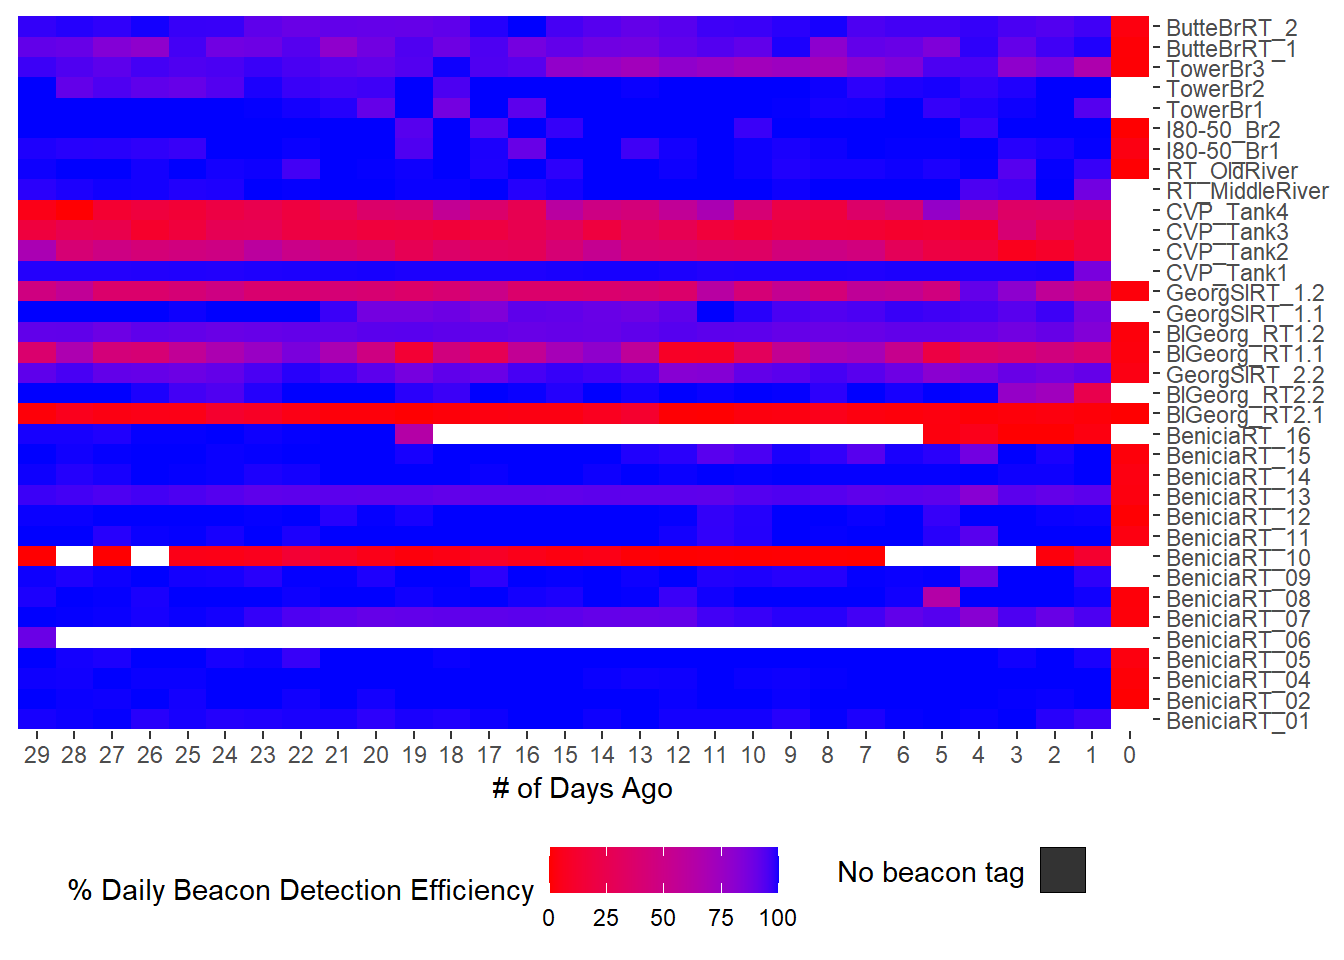 ButteBrRT_2
ButteBrRT_1
TowerBr3
TowerBr2
TowerBr1
I80-50_Br2
I80-50_Br1
RT_OldRiver
RT_MiddleRiver
CVP_Tank4
CVP_Tank3
CVP_Tank2
CVP_Tank1
GeorgSlRT_1.2
GeorgSlRT_1.1
BlGeorg_RT1.2
BlGeorg_RT1.1
GeorgSlRT_2.2
BlGeorg_RT2.2
BlGeorg_RT2.1
BeniciaRT_16
BeniciaRT_15
BeniciaRT_14
BeniciaRT_13
BeniciaRT_12
BeniciaRT_11
BeniciaRT_10
BeniciaRT_09
BeniciaRT_08
BeniciaRT_07
BeniciaRT_06
BeniciaRT_05
BeniciaRT_04
BeniciaRT_02
BeniciaRT_01
29 28 27 26 25 24 23 22 21 20 19 18 17 16 15 14 13 12 11 10 9 8 7 6 5 4 3 2 1 0
# of Days Ago
% Daily Beacon Detection Efficiency
0 25 50 75 100
No beacon tag